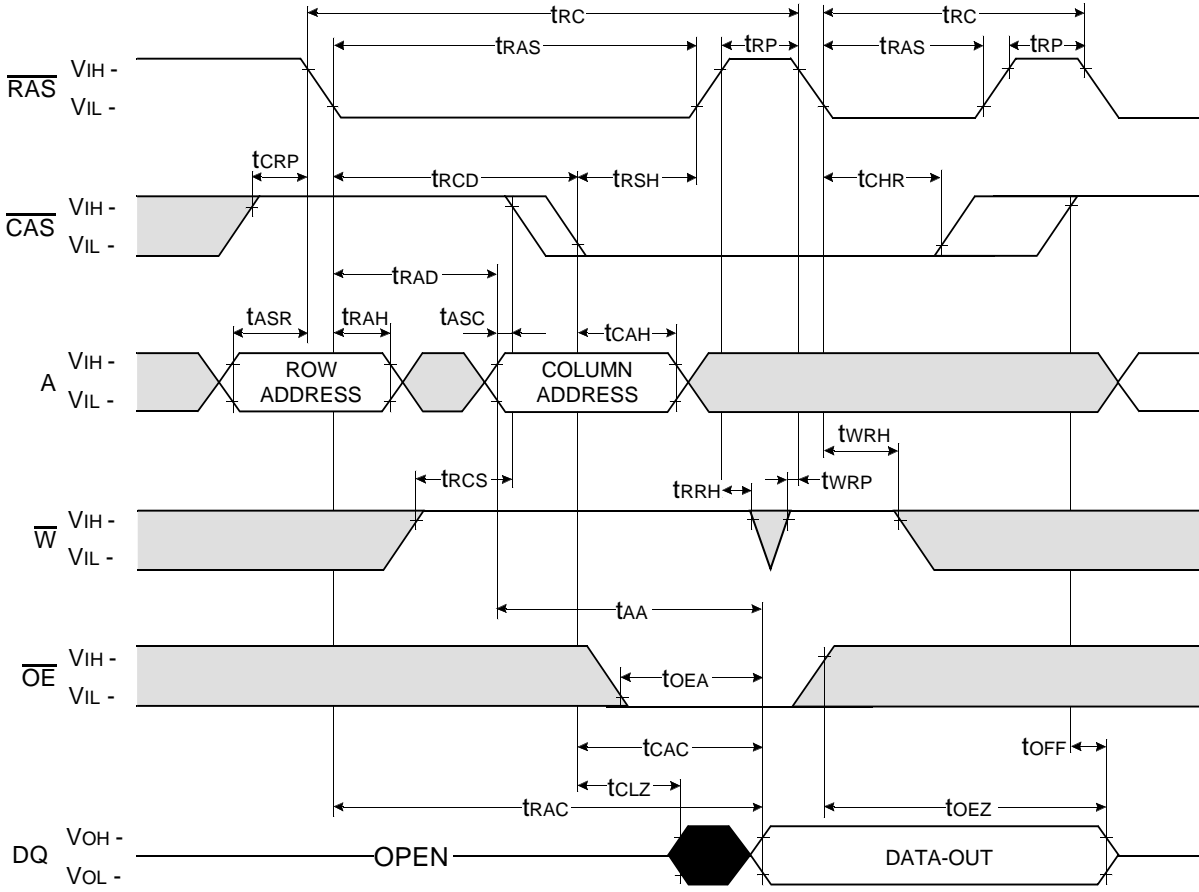 tRC tRC
tRAS tRP tRAS tRP
RAS VIH -
VIL -
tCRP tRCD tRSH tCHR
CAS VIH -
VIL -
tRAD
tASR tRAH tASC tCAH
A VIH -
VIL -
ROW
ADDRESS
COLUMN
ADDRESS
tWRH
tRCS tRRH tWRP
W VIH -
VIL -
tAA
OE VIH -
VIL -
tOEA
tCAC tOFF
tCLZ
tRAC tOEZ
DQ VOH -
VOL -
OPEN DATA-OUT